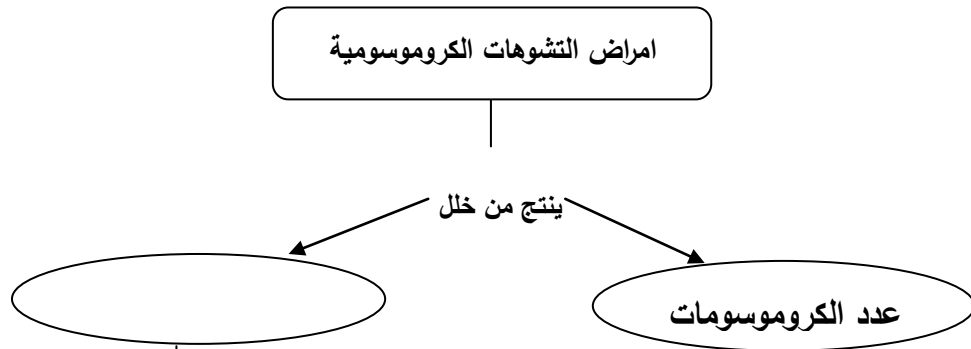 امراض التشوهات الكروموسومية
ينتج من خلل
عدد الكروموسومات